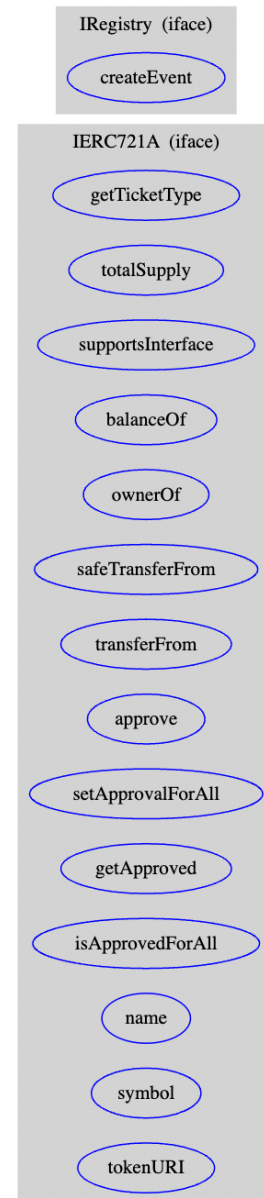 IRegistry (iface)
createEvent
IERC721A (iface)
getTicketType
totalSupply
supportsInterface
balanceOf
ownerOf
safeTransferFrom
transferFrom
approve
setApprovalForAll
getApproved
isApprovedForAll
name
symbol
tokenURI